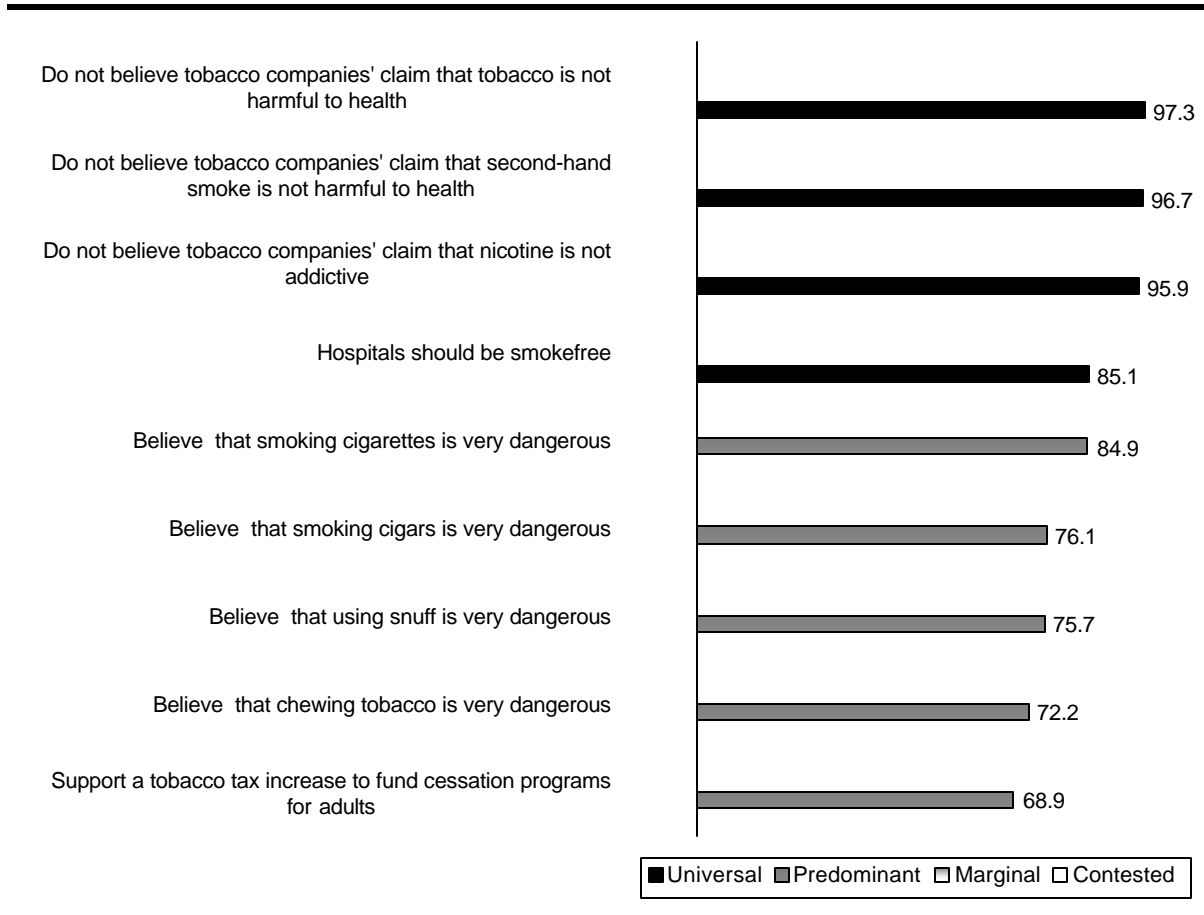 Do not believe tobacco companies' claim that tobacco is not
harmful to health
97.3
Do not believe tobacco companies' claim that second-hand
smoke is not harmful to health
96.7
Do not believe tobacco companies' claim that nicotine is not
addictive
95.9
Hospitals should be smokefree
85.1
Believe  that smoking cigarettes is very dangerous
84.9
Believe  that smoking cigars is very dangerous
76.1
Believe  that using snuff is very dangerous
75.7
Believe  that chewing tobacco is very dangerous
72.2
Support a tobacco tax increase to fund cessation programs
for adults
68.9
Universal Predominant Marginal Contested